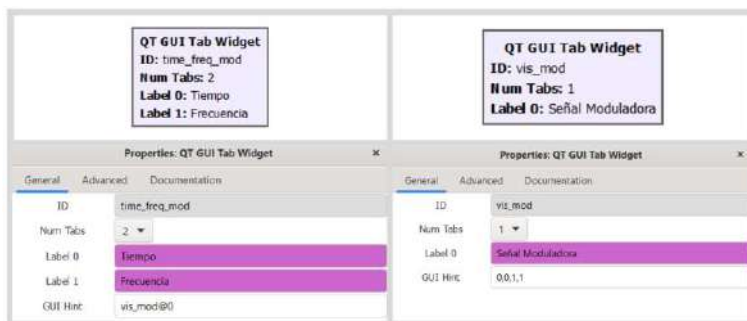 QT GUI Tab Widget
ID: time_freq_mod
Num Tabs: 2
Label 0: Tiempo
Label 1: Frecuencia
QT GUI Tab Widget
ID: vis_mod
Num Tabs: 1
Label 0: Señal Moduladora
Properties: QT GUI Tab Widget ×
General Advanced Documentation
ID time_freq_mod
Num Tabs 2
Label 0 Tiempo
Label 1 Frecuencia
GUI Hint vis_mod@0
Properties: QT GUI Tab Widget ×
General Advanced Documentation
ID vis_mod
Num Tabs 1
Label 0 Señal Moduladora
GUI Hint 0,0,1,1